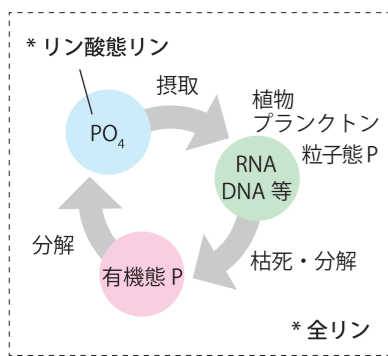 * リン酸態リン
PO₄
摂取
植物
プランクトン
粒子態 P
RNA
DNA 等
枯死・分解
有機態 P
分解
* 全リン